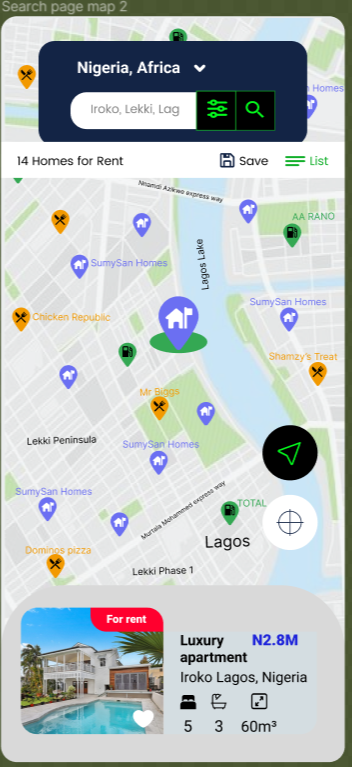 Search page map 2
Nigeria, Africa
Iroko, Lekki, Lag
Homes
14 Homes for Rent
Save
List
Nnamdi Azikwe express way
AA RANO
Lagos Lake
SumySan Homes
SumySan Homes
Chicken Republic
Shamzy's Treat
Mr Biggs
Lekki Peninsula
SumySan Homes
SumySan Homes
Murtala Mohammed express way
TOTAL
Lagos
Dominos pizza
Lekki Phase 1
For rent
Luxury apartment
N2.8M
Iroko Lagos, Nigeria
5 3 60m³